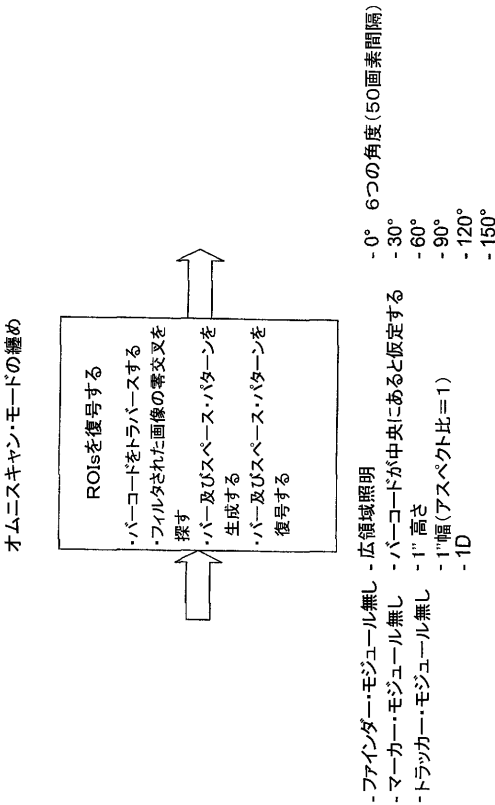 オムニスキャン・モードの纏め
ROIsを復号する
・バーコードをトラバースする
・フィルタされた画像の零交叉を
探す
・バー及びスペース・パターンを
生成する
・バー及びスペース・パターンを
復号する
- ファインダー・モジュール無し
- マーカー・モジュール無し
- トラッカー・モジュール無し
- 広領域照明
- バーコードが中央にあると仮定する
- 1" 高さ
- 1"幅(アスペクト比=1)
- 1D
- 0° 6つの角度(50画素間隔)
- 30°
- 60°
- 90°
- 120°
- 150°